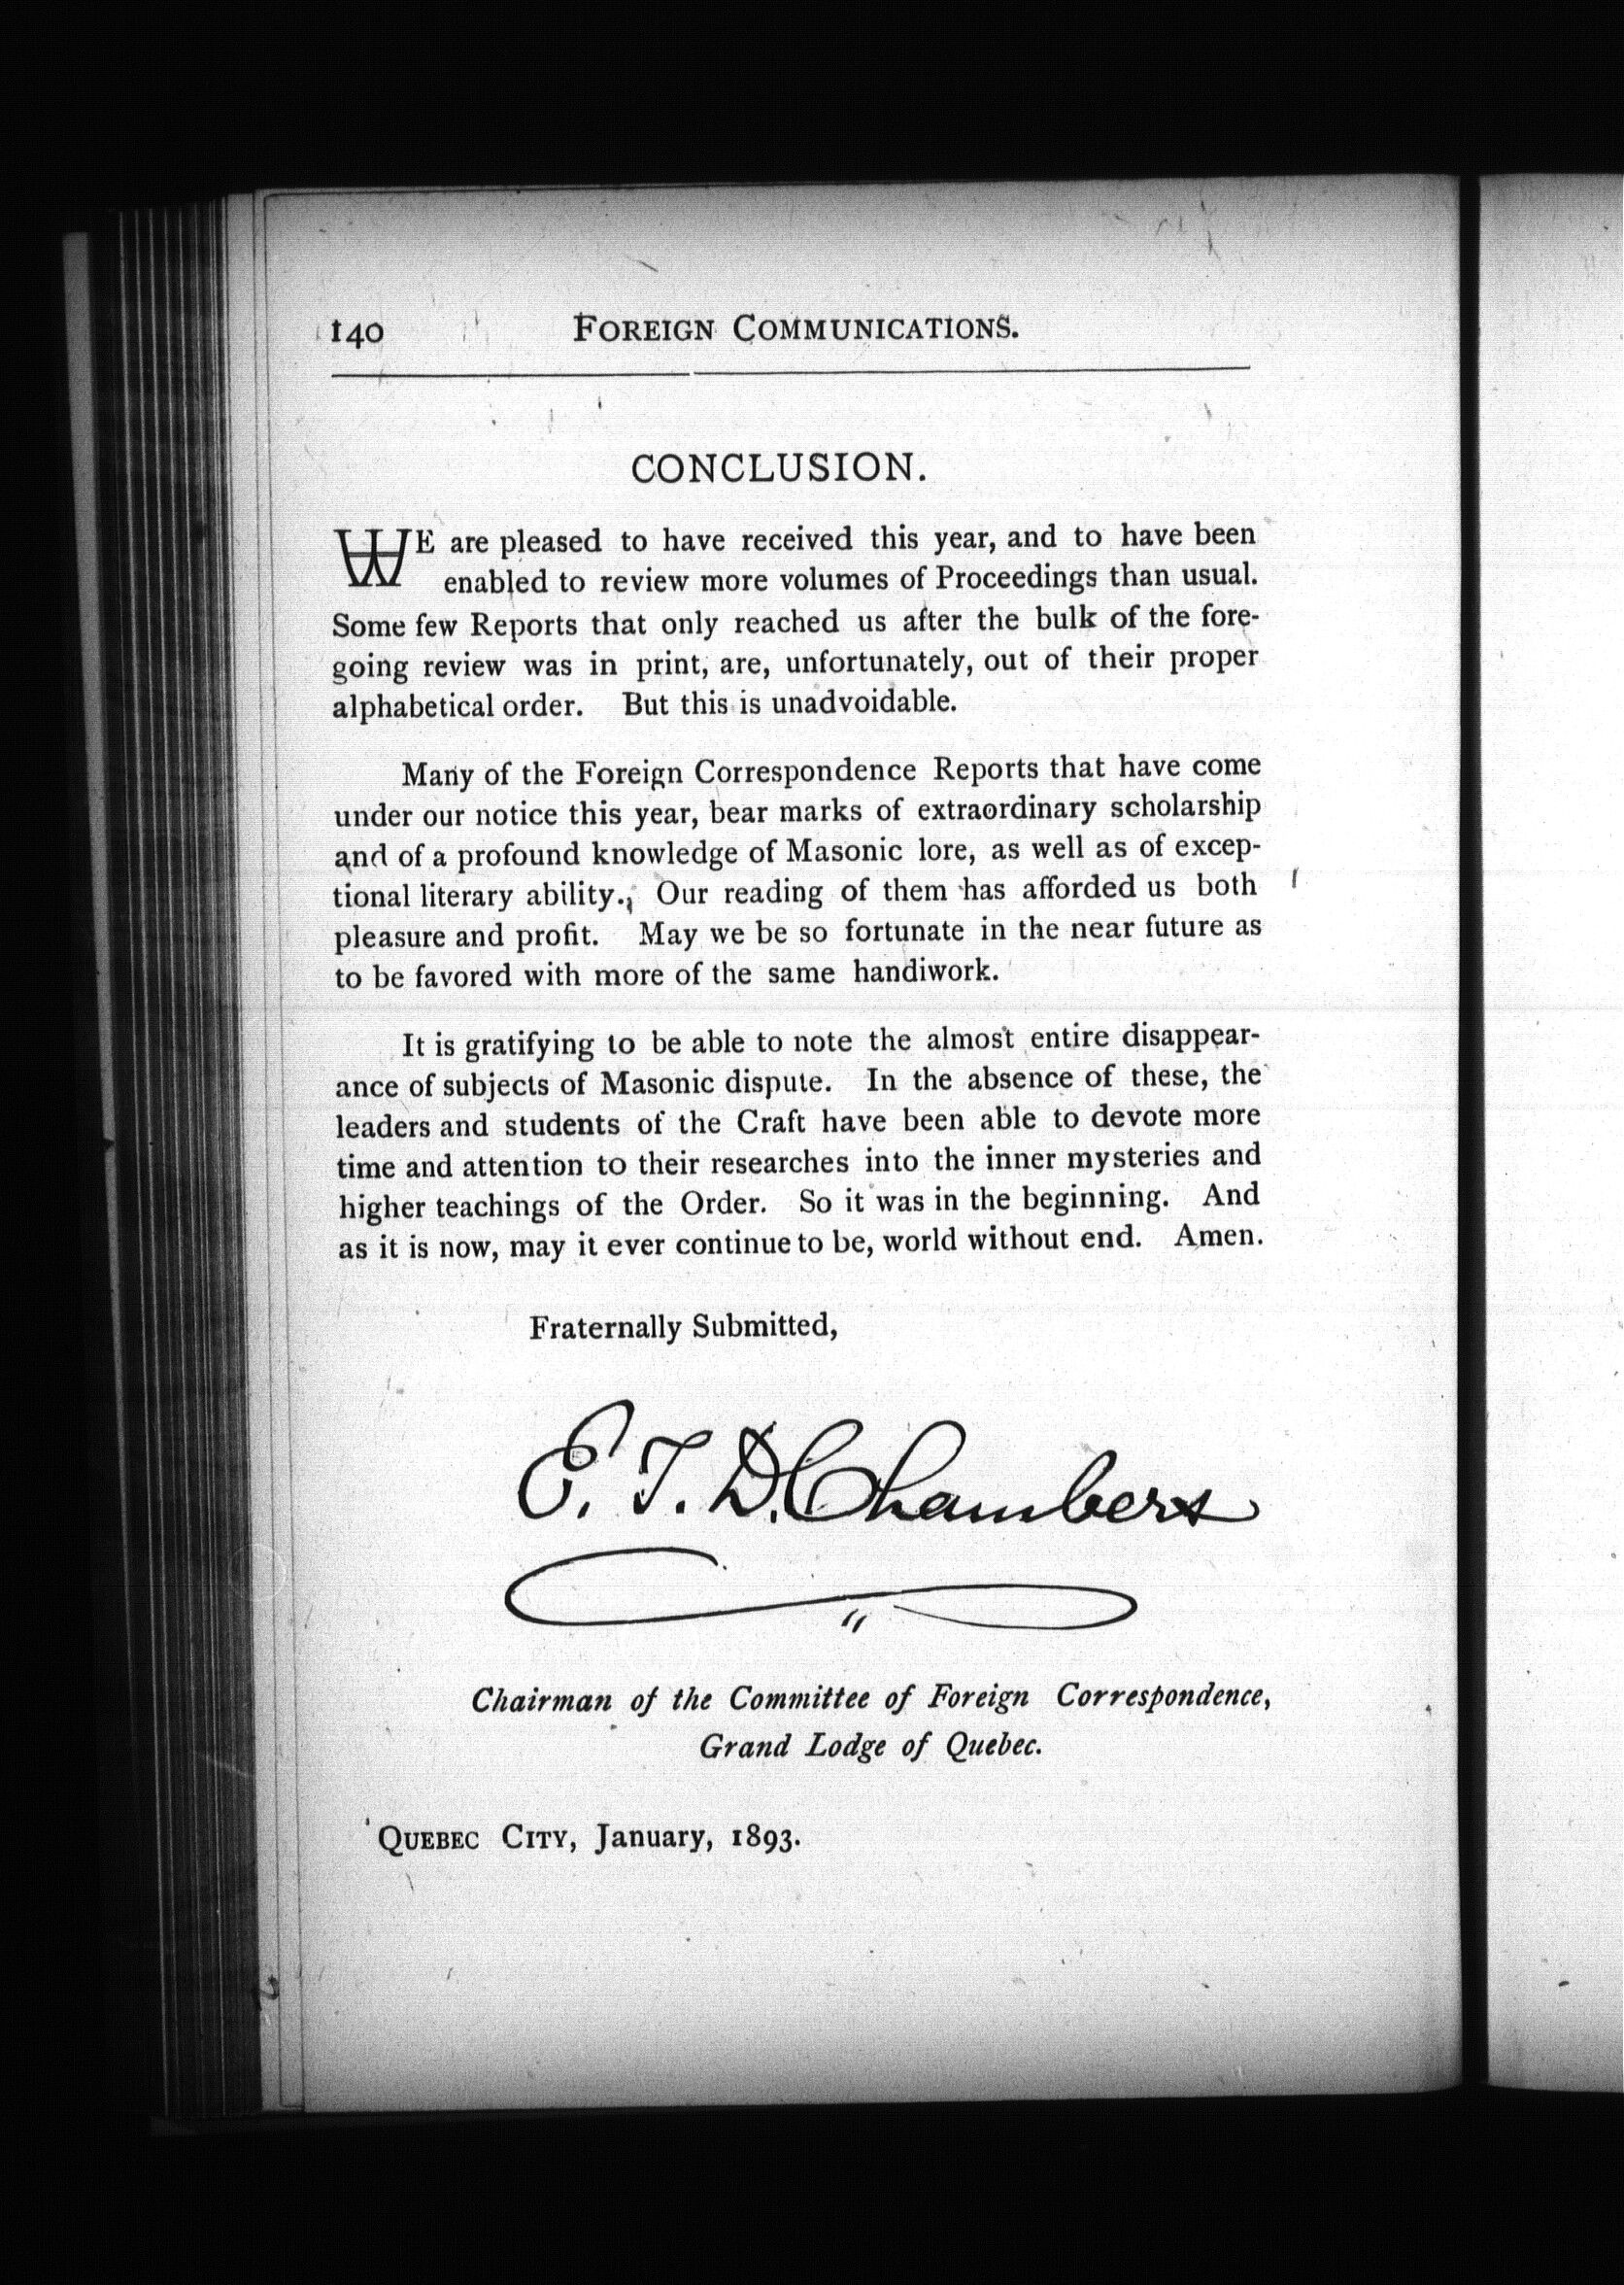 140 FOREIGN COMMUNICATIONS.
CONCLUSION.
WE are pleased to have received this year, and to have been
enabled to review more volumes of Proceedings than usual.
Some few Reports that only reached us after the bulk of the fore-
going review was in print, are, unfortunately, out of their proper
alphabetical order. But this is unadvoidable.
Many of the Foreign Correspondence Reports that have come
under our notice this year, bear marks of extraordinary scholarship
and of a profound knowledge of Masonic lore, as well as of excep-
tional literary ability. Our reading of them has afforded us both
pleasure and profit. May we be so fortunate in the near future as
to be favored with more of the same handiwork.
It is gratifying to be able to note the almost entire disappear-
ance of subjects of Masonic dispute. In the absence of these, the
leaders and students of the Craft have been able to devote more
time and attention to their researches into the inner mysteries and
higher teachings of the Order. So it was in the beginning. And
as it is now, may it ever continue to be, world without end. Amen.
Fraternally Submitted,
E. T. D. Chambers
Chairman of the Committee of Foreign Correspondence,
Grand Lodge of Quebec.
QUEBEC CITY, January, 1893.